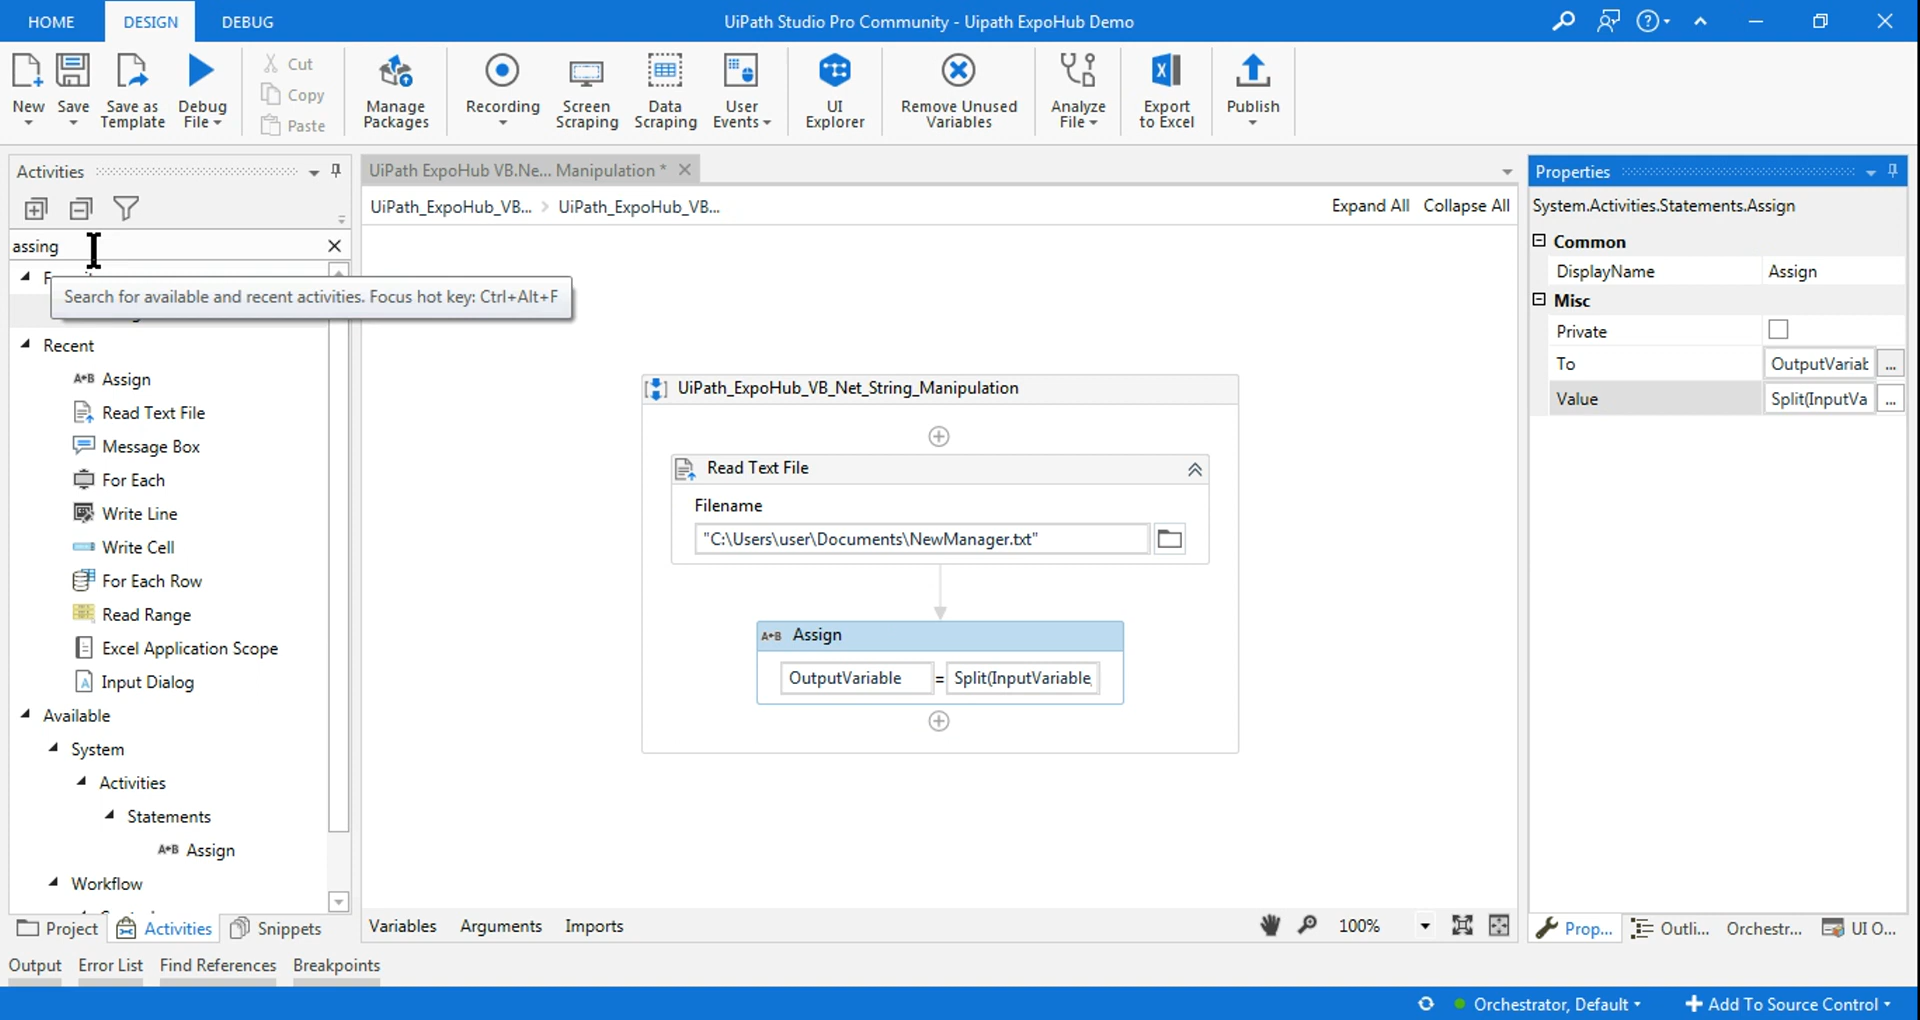 HOME DESIGN DEBUG
UiPath Studio Pro Community - Uipath ExpoHub Demo
New
Save
Save as Template
Debug File
Cut
Copy
Paste
Manage Packages
Recording
Screen Scraping
Data Scraping
User Events
UI Explorer
Remove Unused Variables
Analyze File
Export to Excel
Publish
Activities
assing
Search for available and recent activities. Focus hot key: Ctrl+Alt+F
Recent
A+B Assign
Read Text File
Message Box
For Each
Write Line
Write Cell
For Each Row
Read Range
Excel Application Scope
Input Dialog
Available
System
Activities
Statements
A+B Assign
Workflow
Project Activities Snippets
UiPath ExpoHub VB.Ne... Manipulation *
UiPath_ExpoHub_VB... > UiPath_ExpoHub_VB...
Expand All Collapse All
UiPath_ExpoHub_VB_Net_String_Manipulation
Read Text File
Filename
"C:\Users\user\Documents\NewManager.txt"
A+B Assign
OutputVariable = Split(InputVariable,
Variables Arguments Imports
100%
Properties
System.Activities.Statements.Assign
Common
DisplayName Assign
Misc
Private
To OutputVariab ...
Value Split(InputVa ...
Prop... Outli... Orchestr... UI O...
Output Error List Find References Breakpoints
Orchestrator, Default
Add To Source Control